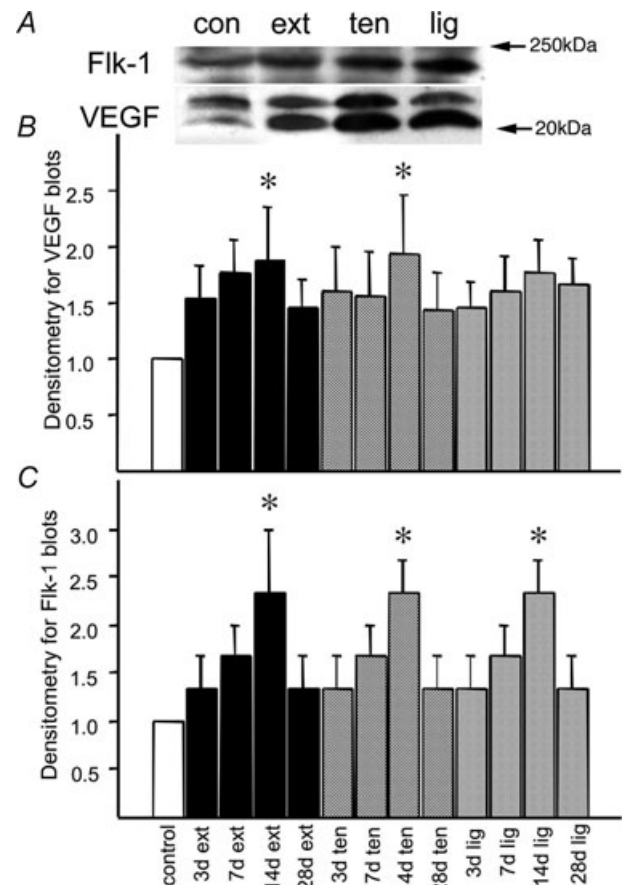 A
con ext ten lig
Flk-1
250kDa
VEGF
20kDa
B
Densitometry for VEGF blots
2.5
2.0
1.5
1.0
0.5
*
*
C
Densitometry for Flk-1 blots
3.0
2.5
2.0
1.5
1.0
0.5
*
*
*
control
3d ext
7d ext
14d ext
28d ext
3d ten
7d ten
4d ten
28d ten
3d lig
7d lig
14d lig
28d lig